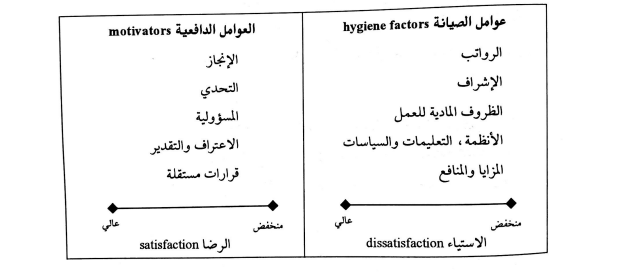 عوامل الصيانة hygiene factors
الرواتب
الإشراف
الظروف المادية للعمل
الأنظمة ، التعليمات والسياسات
المزايا والمنافع
منخفض
عالي
الاستياء dissatisfaction
العوامل الدافعية motivators
الإنجاز
التحدي
المسؤولية
الاعتراف والتقدير
قرارات مستقلة
منخفض
عالي
الرضا satisfaction